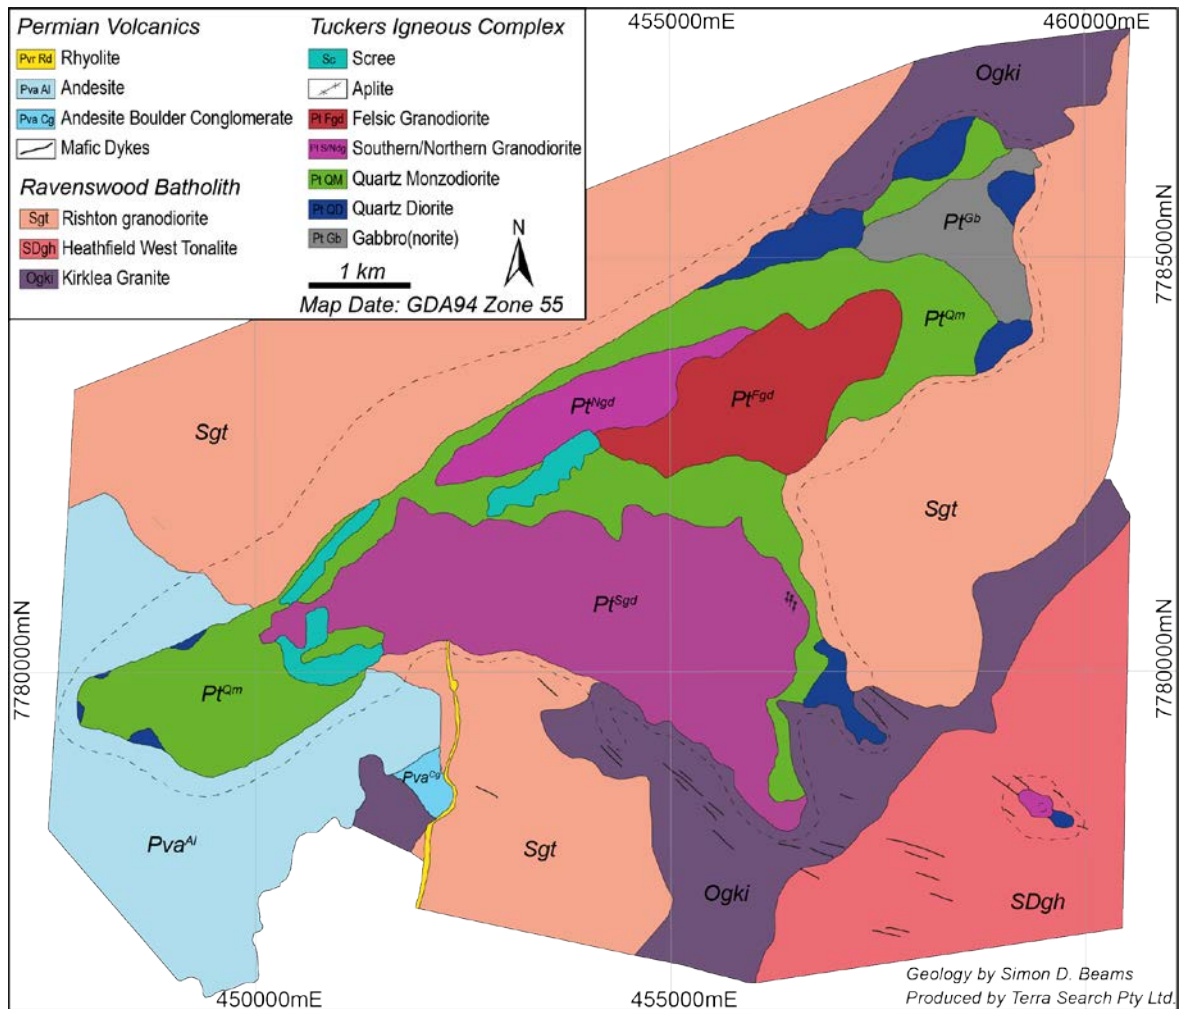 455000mE
460000mE
Permian Volcanics
Pvr Rd Rhyolite
Pva Al Andesite
Pva Cg Andesite Boulder Conglomerate
Mafic Dykes
Ravenswood Batholith
Sgt Rishton granodiorite
SDgh Heathfield West Tonalite
Ogki Kirklea Granite
Tuckers Igneous Complex
Sc Scree
Aplite
Pt Fgd Felsic Granodiorite
Pt S/Ndg Southern/Northern Granodiorite
Pt QM Quartz Monzodiorite
Pt QD Quartz Diorite
Pt Gb Gabbro(norite)
N
1 km
Map Date: GDA94 Zone 55
Ogki
PtGb
7785000mN
PtQm
PtNgd
PtFgd
Sgt
Sgt
PtSgd
7780000mN
7780000mN
PtQm
PvaCg
PvaAl
Sgt
Ogki
SDgh
Geology by Simon D. Beams
Produced by Terra Search Pty Ltd.
450000mE
455000mE